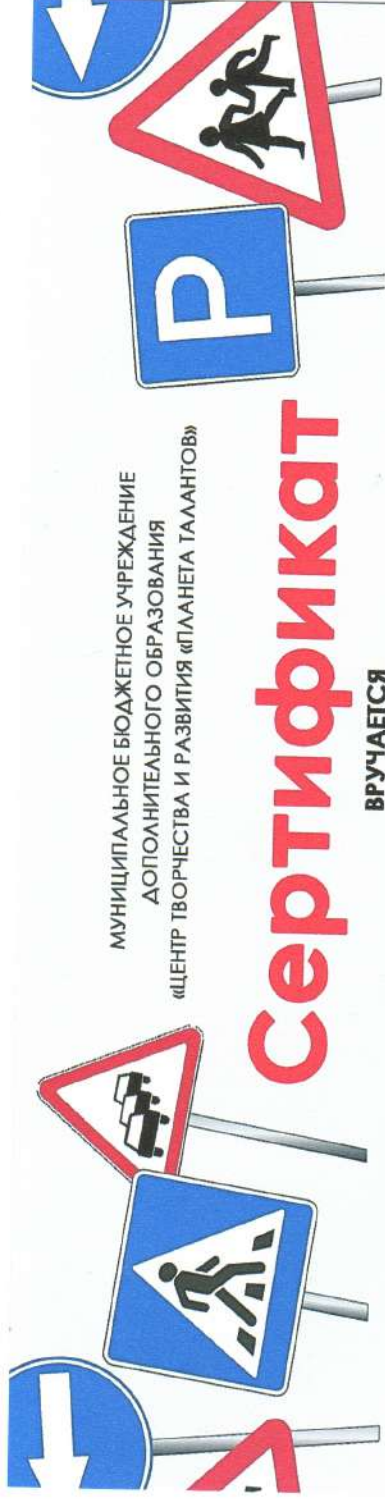 МУНИЦИПАЛЬНОЕ БЮДЖЕТНОЕ УЧРЕЖДЕНИЕ
ДОПОЛНИТЕЛЬНОГО ОБРАЗОВАНИЯ
«ЦЕНТР ТВОРЧЕСТВА И РАЗВИТИЯ «ПЛАНЕТА ТАЛАНТОВ»
P
Сертификат
ВРУЧАЕТСЯ